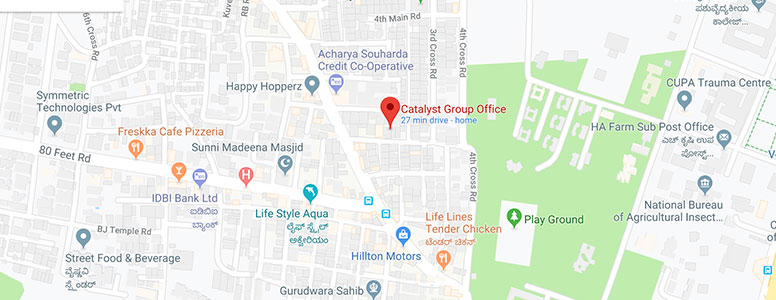 4th Main Rd
6th Cross Rd
Kuve
RB R
3rd Cross Rd
4th Cross Rd
Acharya Souharda
Credit Co-Operative
Happy Hopperz
Catalyst Group Office
27 min drive - home
Symmetric
Technologies Pvt
Freskka Cafe Pizzeria
80 Feet Rd
Sunni Madeena Masjid
IDBI Bank Ltd
ಐಡಿಬಿಐ
ಬ್ಯಾಂಕ್
Life Style Aqua
ಲೈಫ್ ಸ್ಟೈಲ್
ಅಕ್ವೇರಿಯಂ
BJ Temple Rd
Street Food & Beverage
ವೈಷ್ಣವಿ
ಸ್ಟೈಂಡರ್
Hillton Motors
Life Lines
Tender Chicken
ಟೆಂಡರ್ ಚಿಕನ್
Gurudwara Sahib
4th Cross Rd
Play Ground
ಪಶುವೈದ್ಯಕೀಯ
ಕಾಲೇಜ್
CUPA Trauma Centre
HA Farm Sub Post Office
ಎಚ್ ಕೃಷಿ ಉಪ
ಪೋಸ್ಟ್...
National Bureau
of Agricultural Insect...